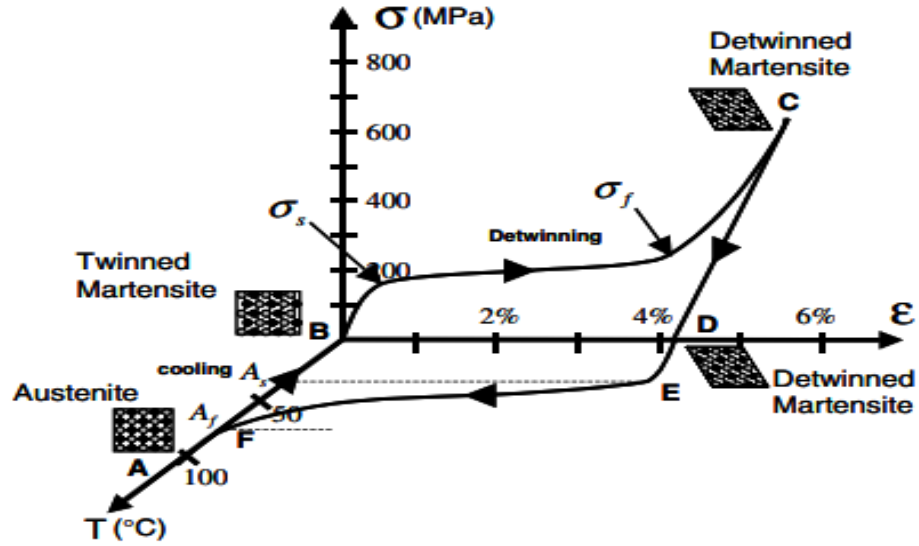 σ (MPa)
Detwinned
Martensite
C
800
600
400
200
σs
σf
Detwinning
Twinned
Martensite
B
2%
4%
D
6%
ε
cooling
As
Austenite
Af
50
E
Detwinned
Martensite
F
A
100
T (°C)